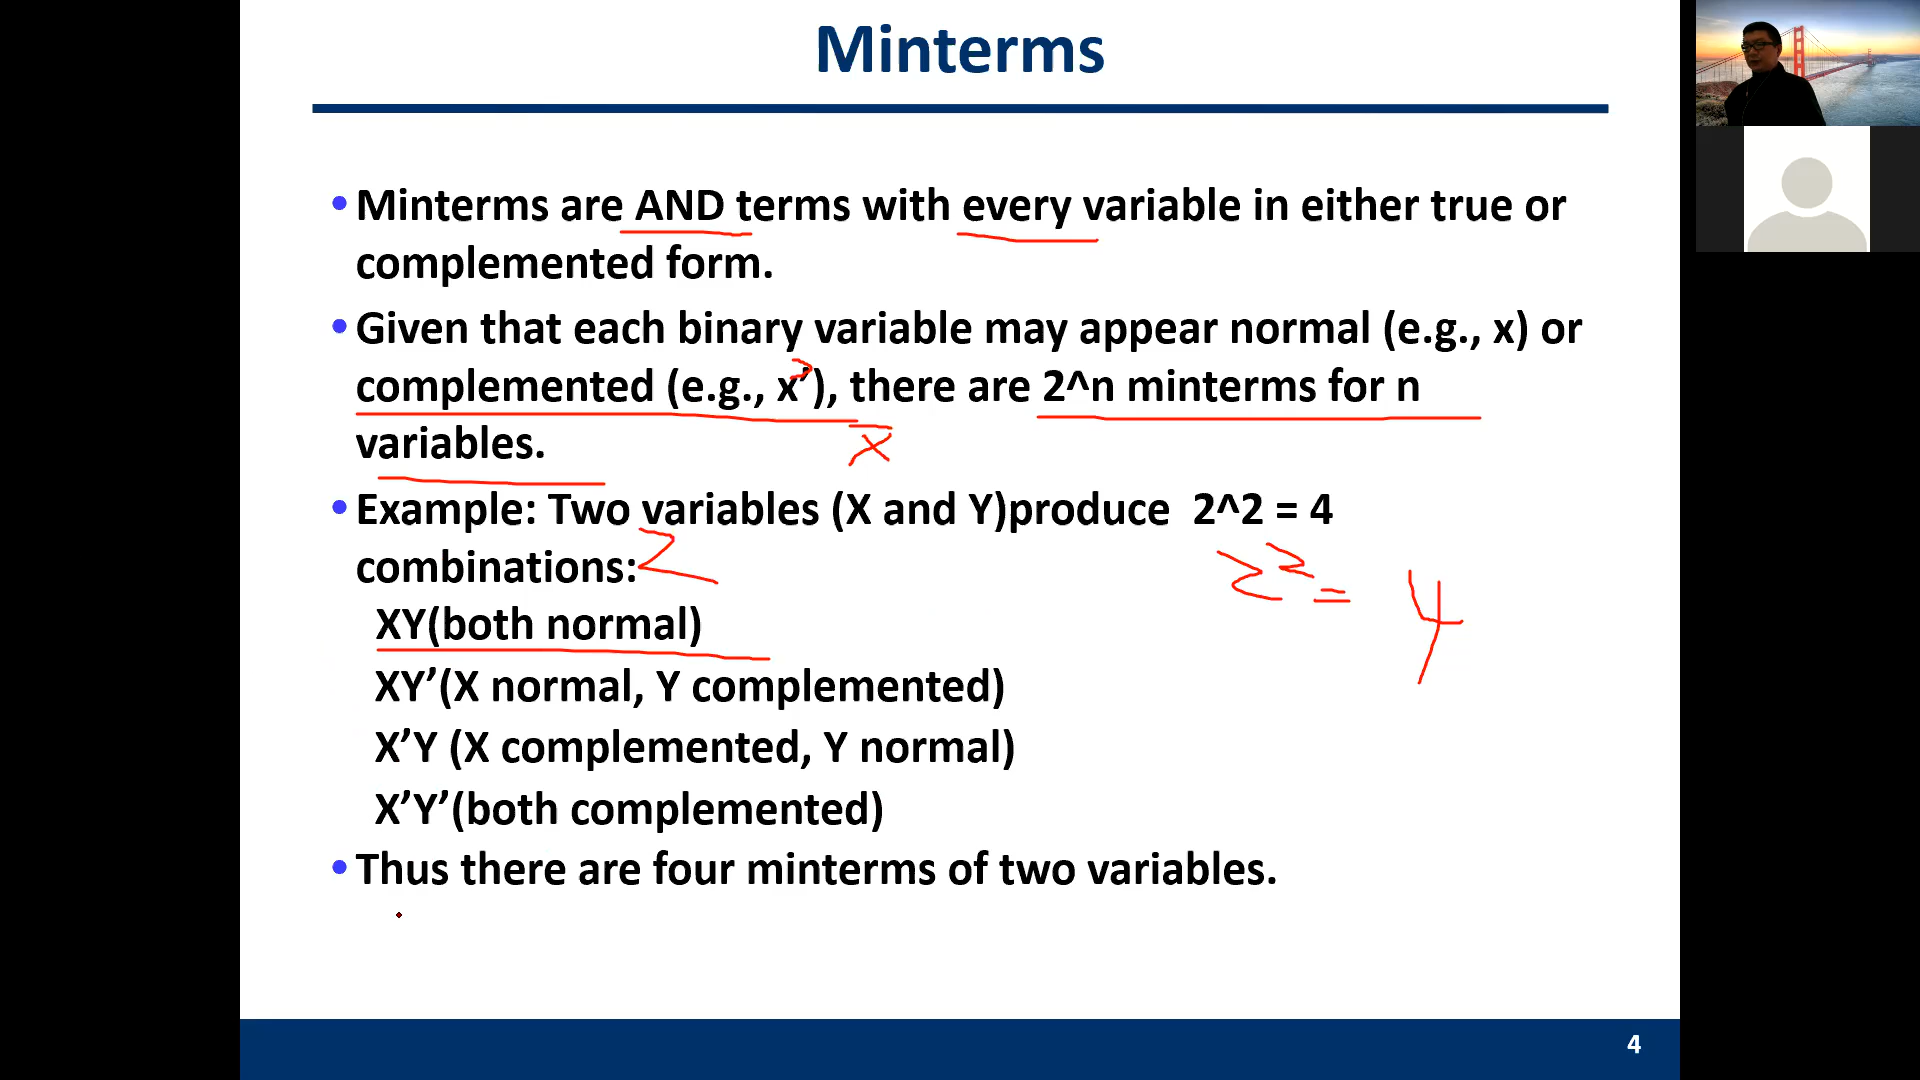 Minterms
•Minterms are AND terms with every variable in either true or
complemented form.
•Given that each binary variable may appear normal (e.g., x) or
complemented (e.g., x’), there are 2^n minterms for n
variables.
x̅
•Example: Two variables (X and Y)produce 2^2 = 4
combinations:
2
2² = 4
XY(both normal)
XY’(X normal, Y complemented)
X’Y (X complemented, Y normal)
X’Y’(both complemented)
•Thus there are four minterms of two variables.
4